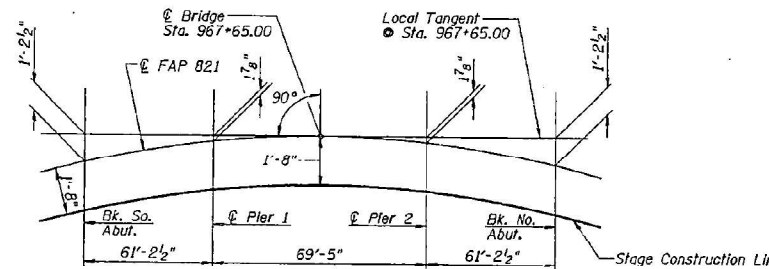 ℄ Bridge
Sta. 967+65.00
Local Tangent
@ Sta. 967+65.00
1'-2½"
℄ FAP 821
1⅞"
90°
1⅞"
1'-2½"
1'-8"
1'-8"
Bk. So.
Abut.
℄ Pier 1
℄ Pier 2
Bk. No.
Abut.
61'-2½"
69'-5"
61'-2½"
Stage Construction Lin